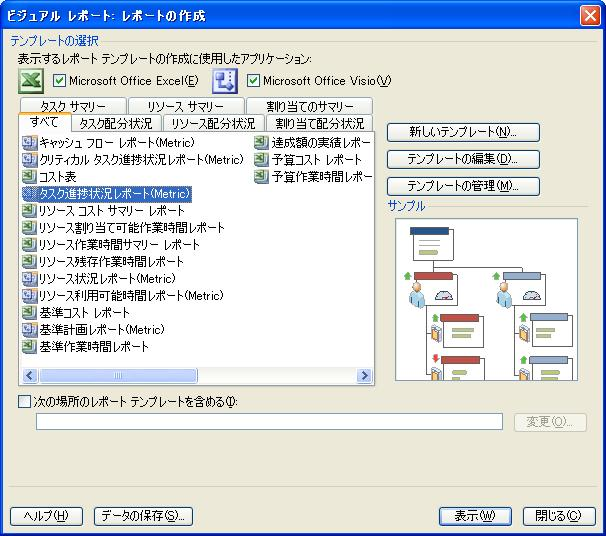 ビジュアル レポート: レポートの作成
テンプレートの選択
表示するレポート テンプレートの作成に使用したアプリケーション:
Microsoft Office Excel(E)
Microsoft Office Visio(V)
タスク サマリー
リソース サマリー
割り当てのサマリー
すべて
タスク配分状況
リソース配分状況
割り当て配分状況
キャッシュ フロー レポート(Metric)
クリティカル タスク進捗状況レポート(Metric)
コスト表
タスク進捗状況レポート(Metric)
リソース コスト サマリー レポート
リソース割り当て可能作業時間レポート
リソース作業時間サマリー レポート
リソース残存作業時間レポート
リソース状況レポート(Metric)
リソース利用可能時間レポート(Metric)
基準コスト レポート
基準計画レポート(Metric)
基準作業時間レポート
達成額の実績レポー
予算コスト レポート
予算作業時間レポー
新しいテンプレート(N)...
テンプレートの編集(D)...
テンプレートの管理(M)...
サンプル
次の場所のレポート テンプレートを含める(I):
変更(O)...
ヘルプ(H)
データの保存(S)...
表示(W)
閉じる(C)